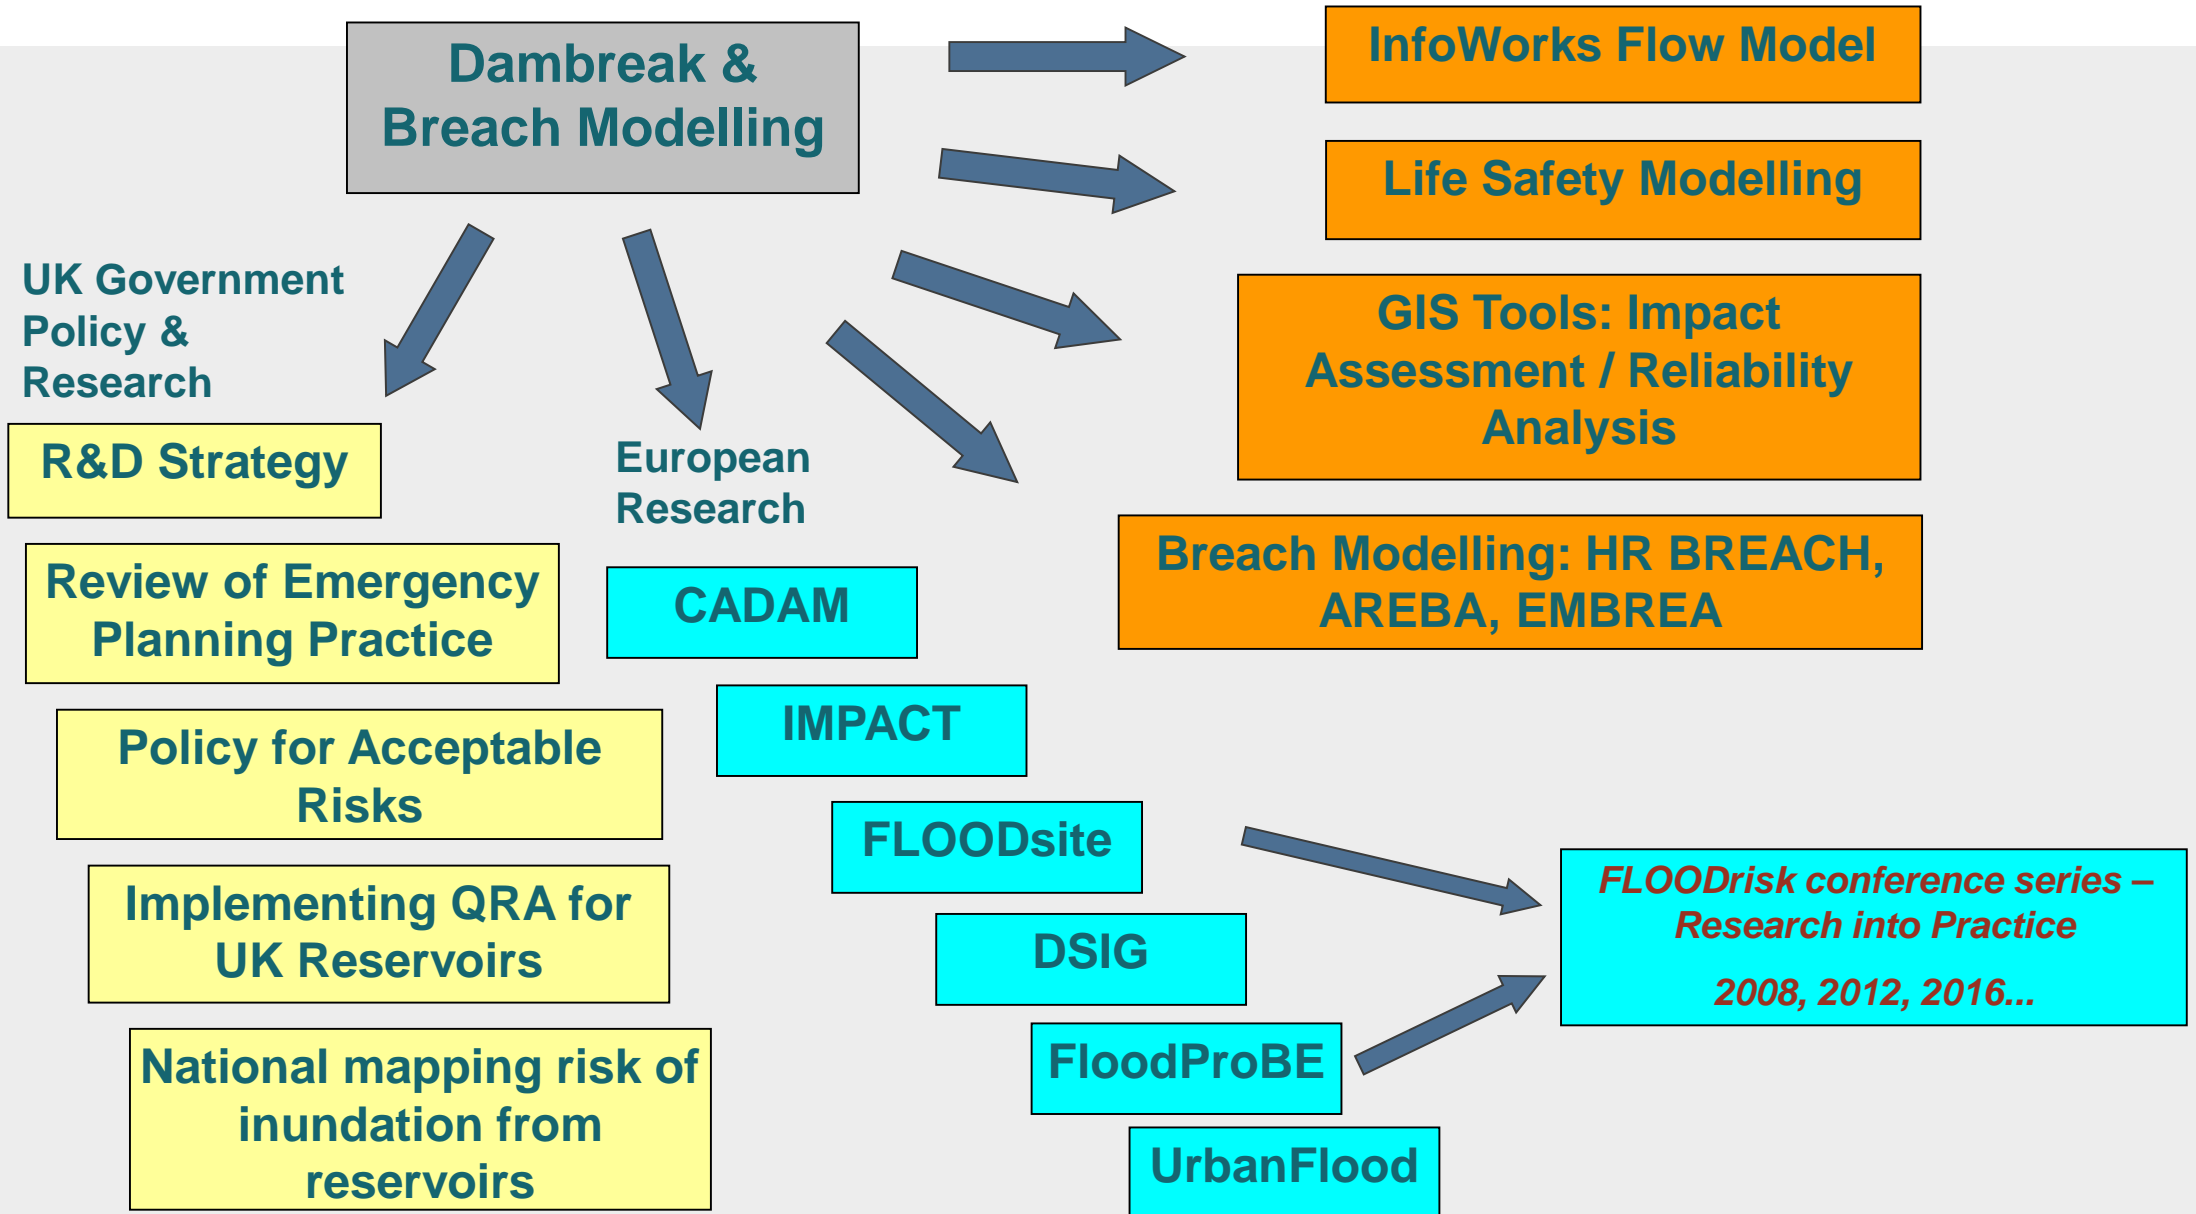 Dambreak &
Breach Modelling
InfoWorks Flow Model
Life Safety Modelling
GIS Tools: Impact
Assessment / Reliability
Analysis
Breach Modelling: HR BREACH,
AREBA, EMBREA
UK Government
Policy &
Research
R&D Strategy
Review of Emergency
Planning Practice
Policy for Acceptable
Risks
Implementing QRA for
UK Reservoirs
National mapping risk of
inundation from
reservoirs
European
Research
CADAM
IMPACT
FLOODsite
DSIG
FloodProBE
UrbanFlood
FLOODrisk conference series –
Research into Practice
2008, 2012, 2016...